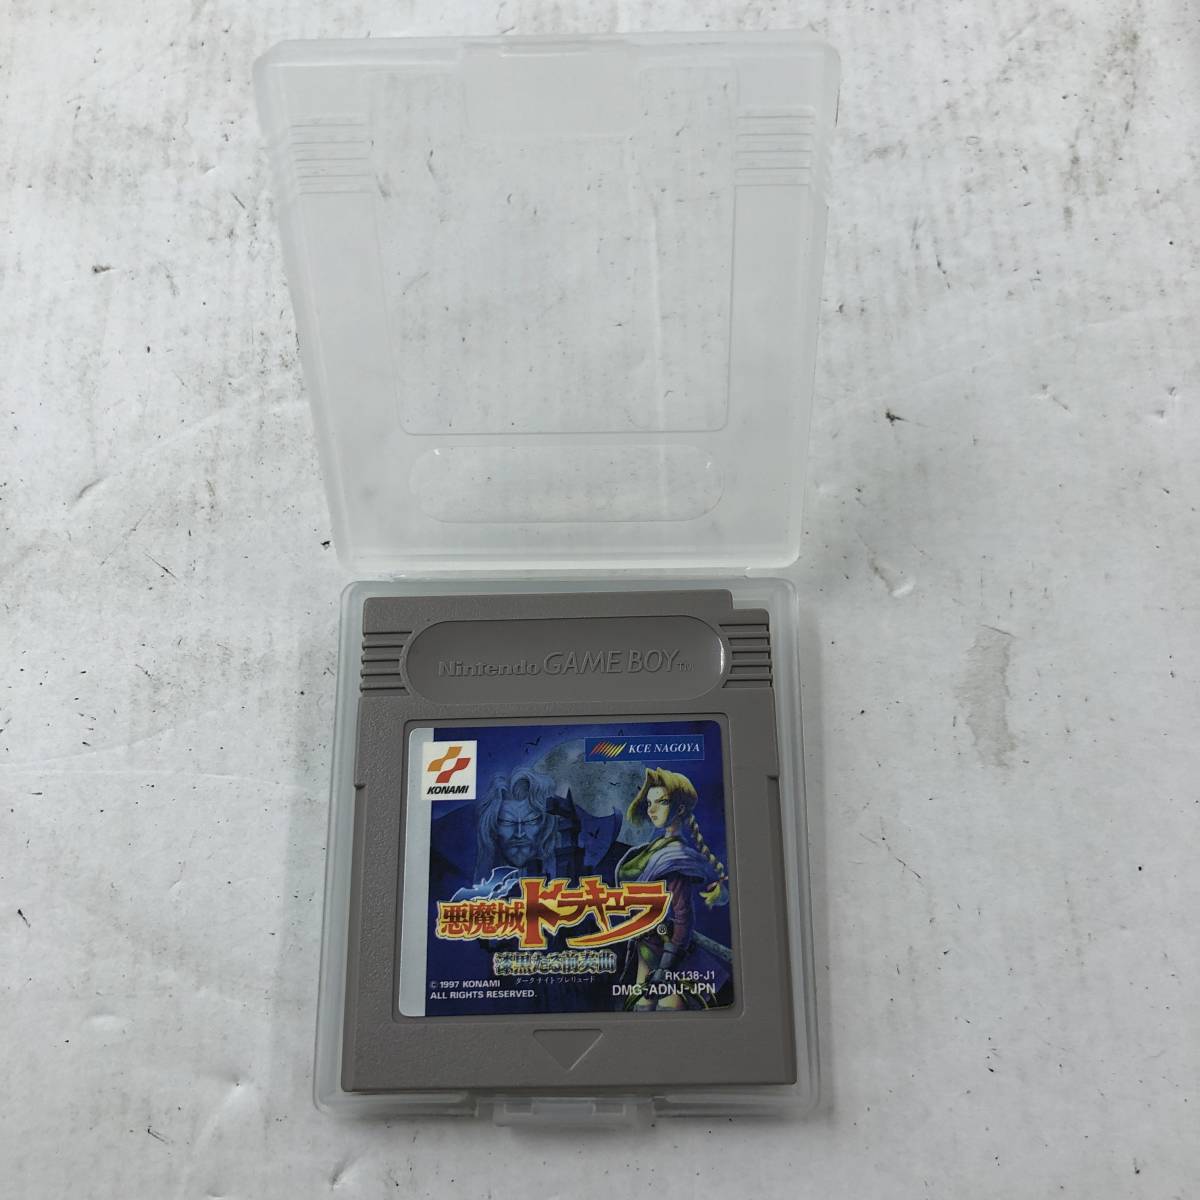 Nintendo GAME BOY TM
KONAMI
KCE NAGOYA
悪魔城ドラキュラ®
漆黒たる前奏曲
ダークナイトプレリュード
© 1997 KONAMI
ALL RIGHTS RESERVED.
RK138-J1
DMG-ADNJ-JPN